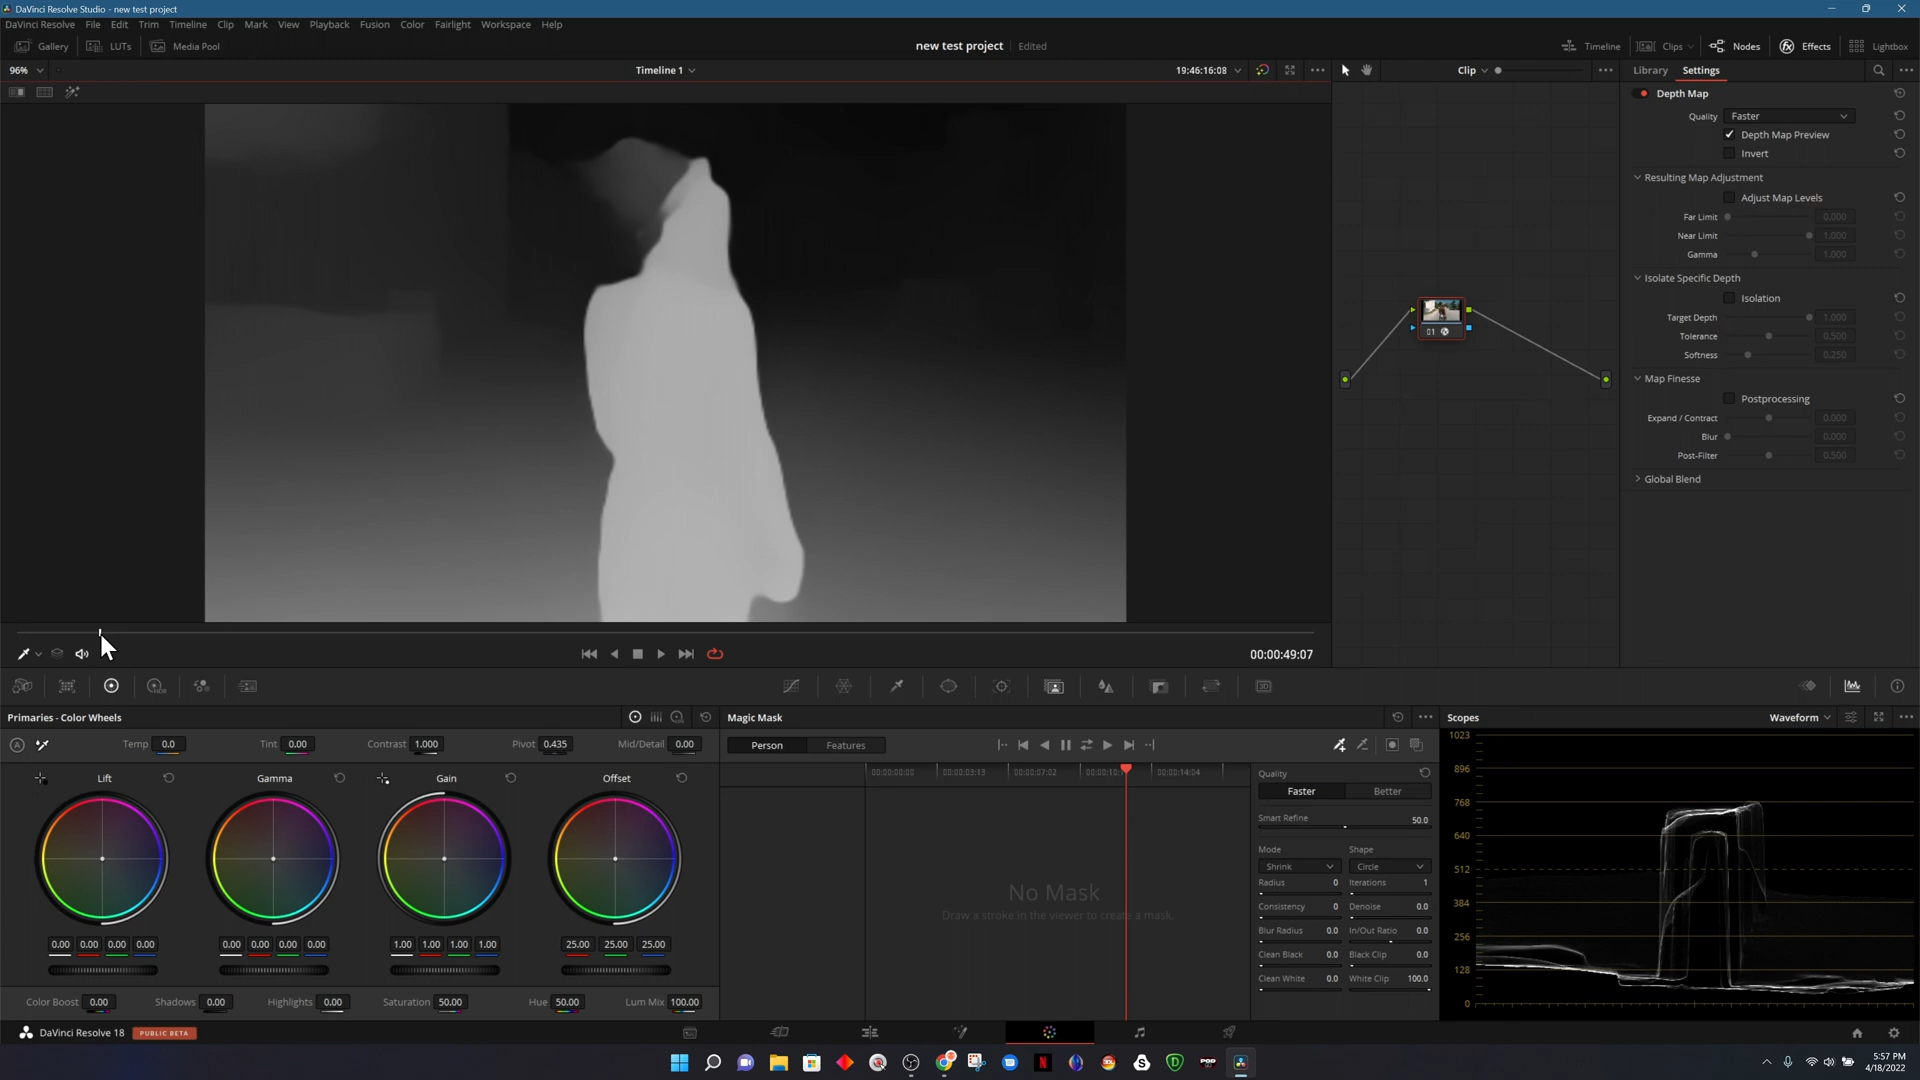 DaVinci Resolve Studio - new test project
DaVinci Resolve File Edit Trim Timeline Clip Mark View Playback Fusion Color Fairlight Workspace Help
Gallery LUTs Media Pool new test project Edited Timeline Clips Nodes Effects Lightbox
96% Timeline 1 19:46:16:08 Clip Library Settings
Depth Map
Quality Faster
Depth Map Preview
Invert
Resulting Map Adjustment
Adjust Map Levels
Far Limit 0.000
Near Limit 1.000
Gamma 1.000
Isolate Specific Depth
Isolation
Target Depth 1.000
Tolerance 0.500
Softness 0.250
Map Finesse
Postprocessing
Expand / Contract 0.000
Blur 0.000
Post-Filter 0.500
Global Blend
01
00:00:49:07
HDR
3D
Primaries - Color Wheels
A Temp 0.0 Tint 0.00 Contrast 1.000 Pivot 0.435 Mid/Detail 0.00
Lift Gamma Gain Offset
0.00 0.00 0.00 0.00 0.00 0.00 0.00 0.00 1.00 1.00 1.00 1.00 25.00 25.00 25.00
Color Boost 0.00 Shadows 0.00 Highlights 0.00 Saturation 50.00 Hue 50.00 Lum Mix 100.00
Magic Mask
Person Features
00:00:00:00 00:00:03:13 00:00:07:02 00:00:14:04
No Mask
Draw a stroke in the viewer to create a mask.
Quality
Faster Better
Smart Refine 50.0
Mode Shape
Shrink Circle
Radius 0 Iterations 1
Consistency 0 Denoise 0.0
Blur Radius 0.0 In/Out Ratio 0.0
Clean Black 0.0 Black Clip 0.0
Clean White 0.0 White Clip 100.0
Scopes Waveform
1023
896
768
640
512
384
256
128
0
DaVinci Resolve 18 PUBLIC BETA
5:57 PM
4/18/2022